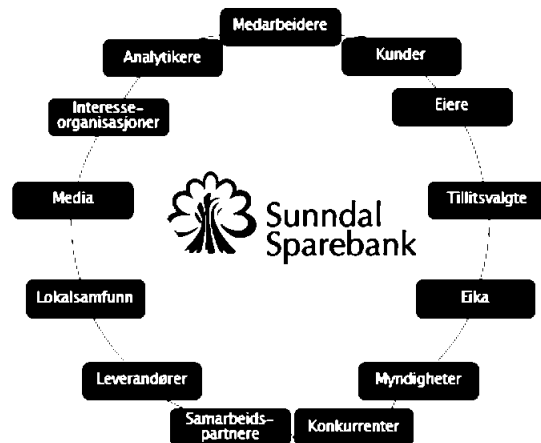 Medarbeidere
Analytikere
Kunder
Interesse-
organisasjoner
Eiere
Media
Tillitsvalgte
Sunndal
Sparebank
Lokalsamfunn
Eika
Leverandører
Myndigheter
Samarbeids-
partnere
Konkurrenter